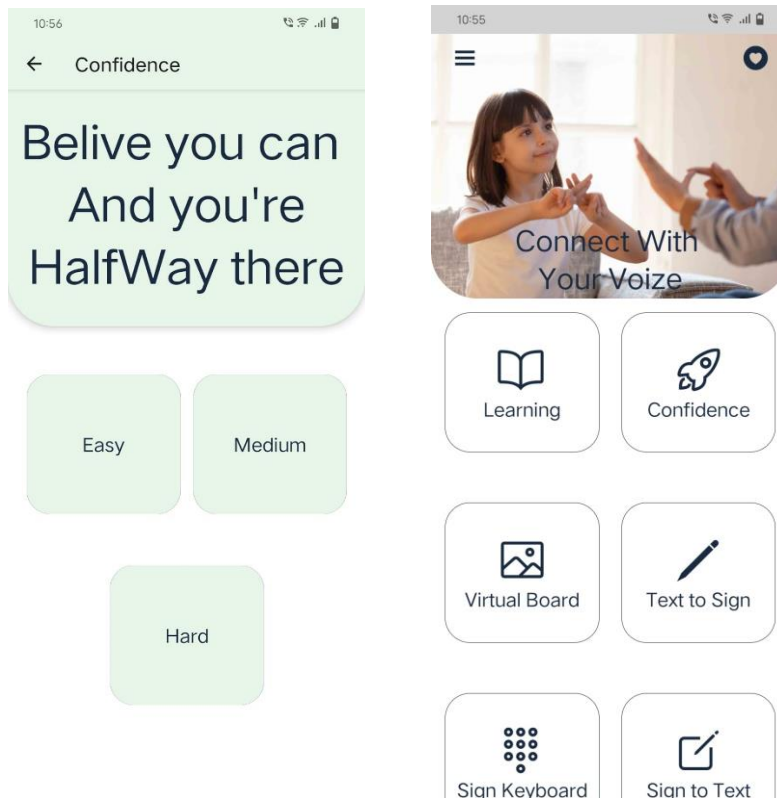 10:56
Confidence
Belive you can
And you're
HalfWay there
Easy
Medium
Hard
10:55
Connect With
Your Voize
Learning
Confidence
Virtual Board
Text to Sign
Sign Keyboard
Sign to Text